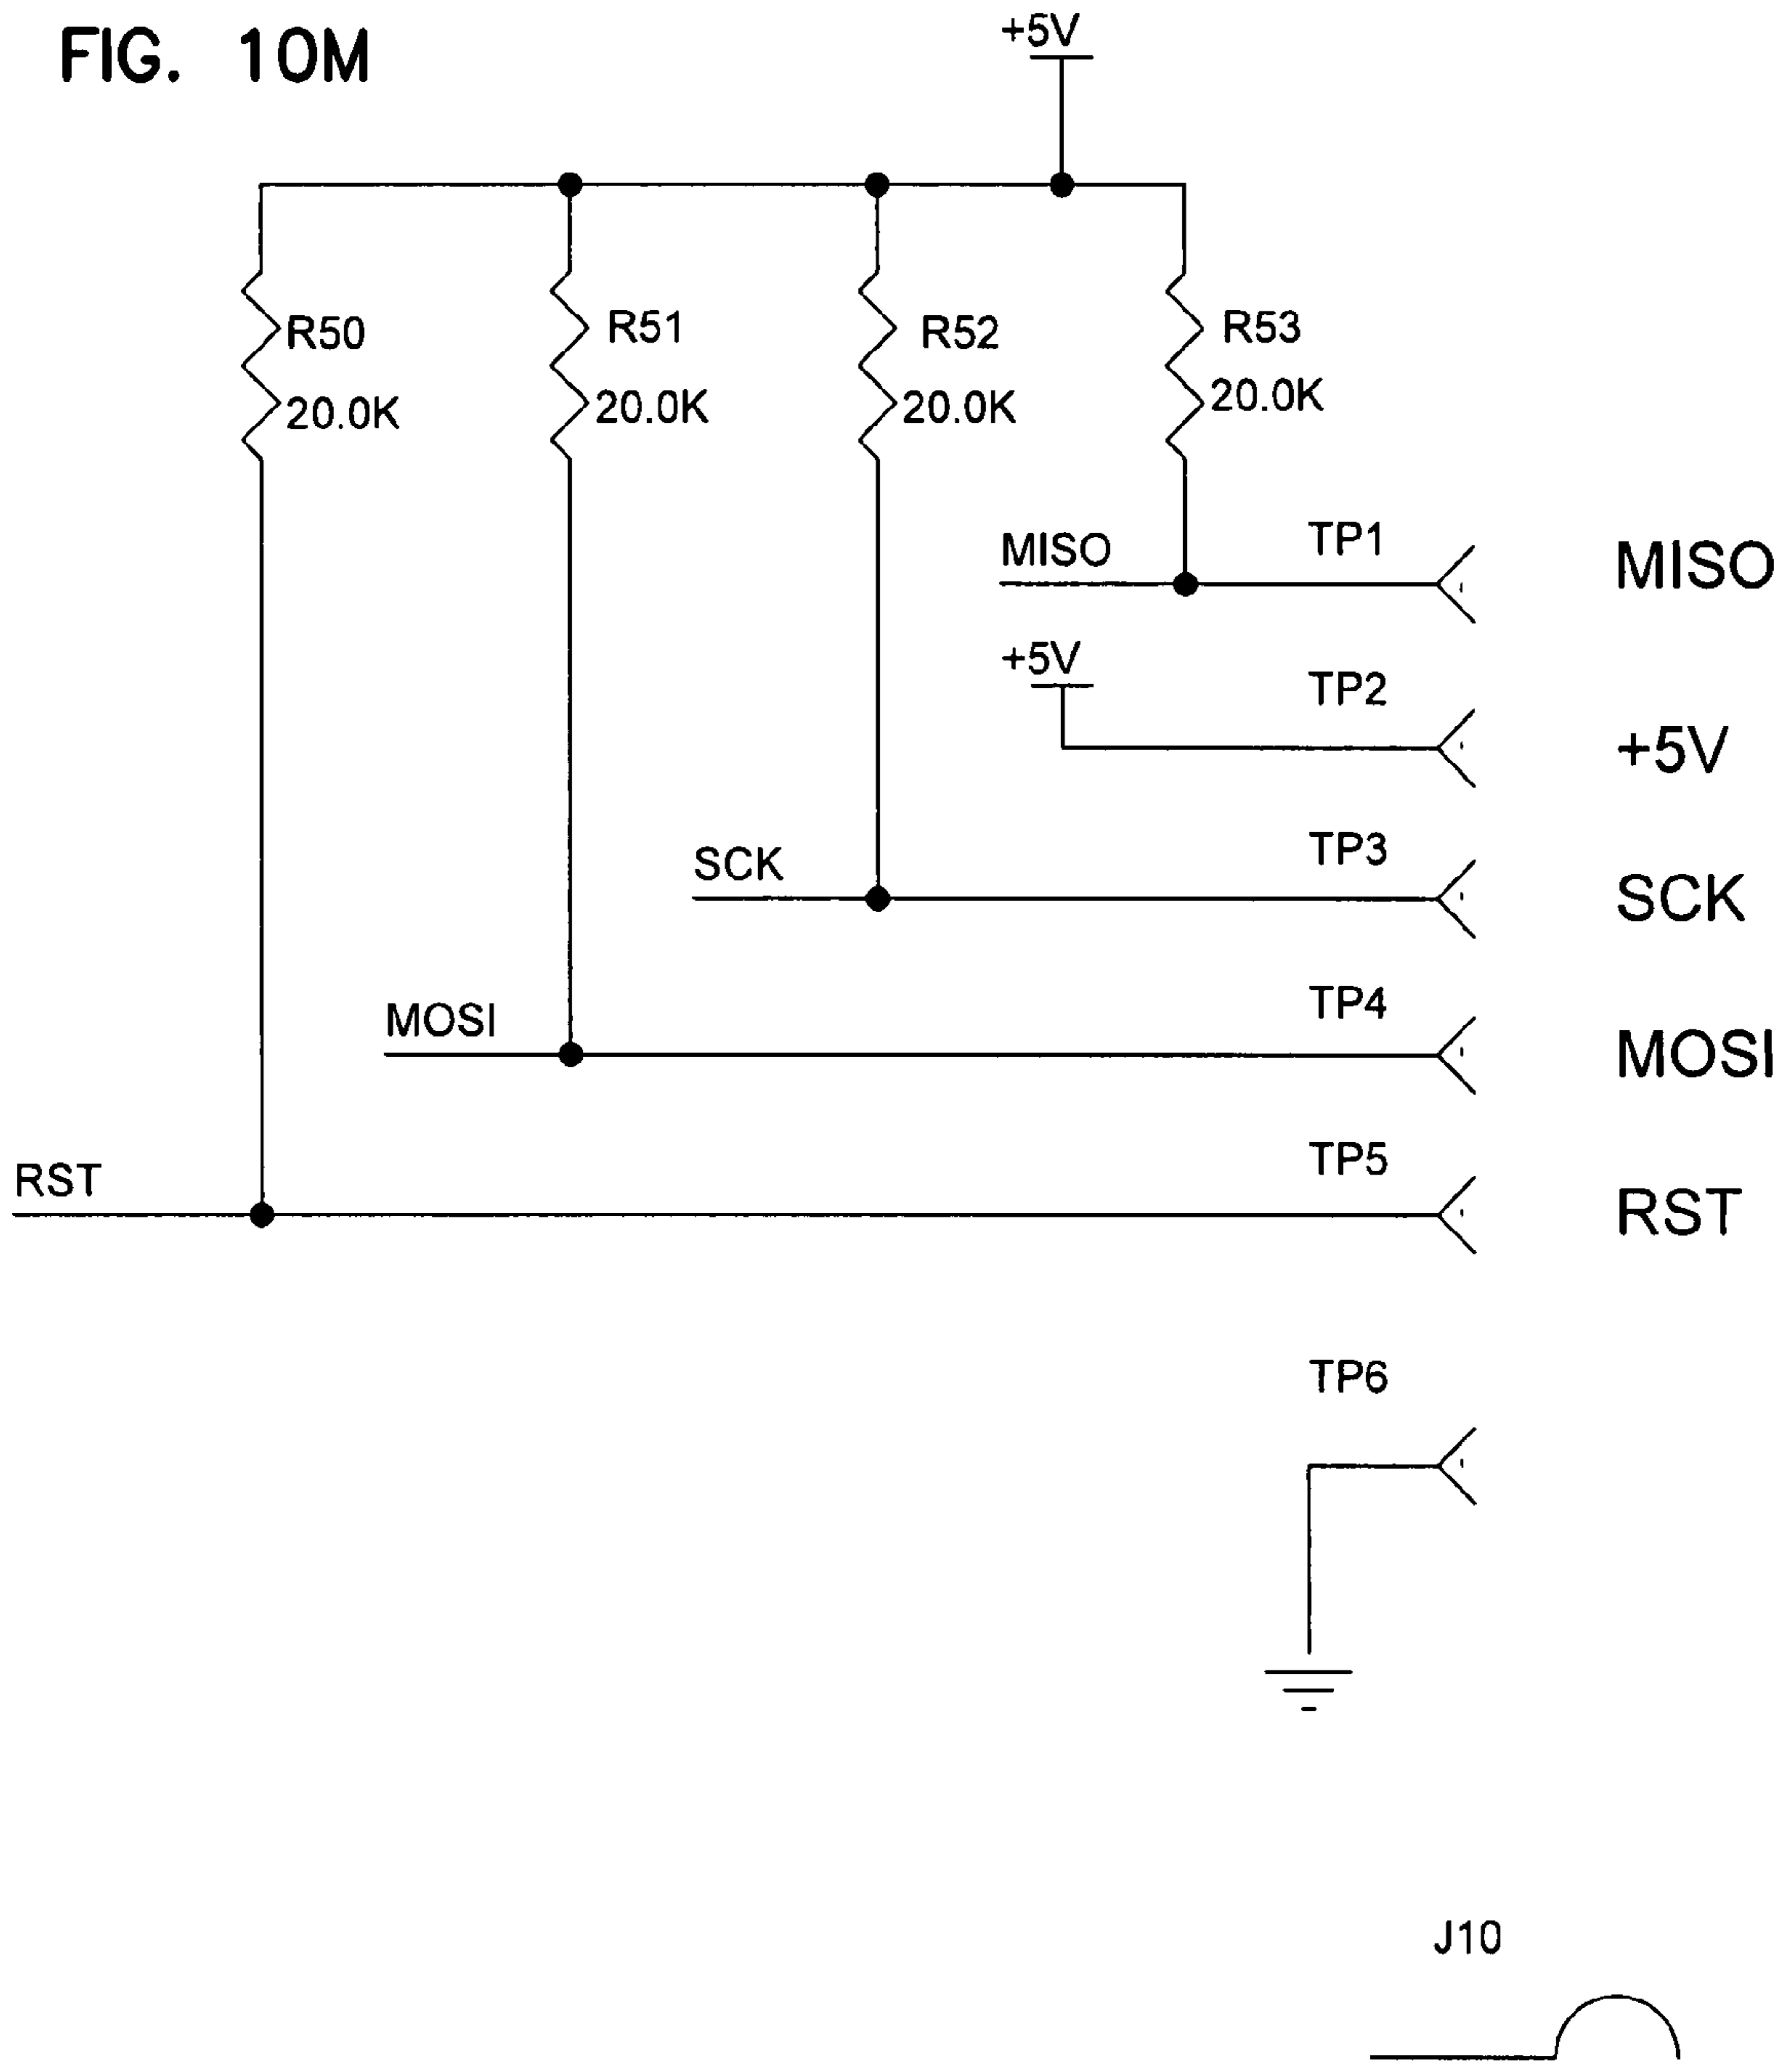 FIG. 10M
+5V
R50
R51
R52
R53
20.0K
20.0K
20.0K
20.0K
MISO
TP1
MISO
+5V
TP2
+5V
SCK
TP3
SCK
MOSI
TP4
MOSI
RST
TP5
RST
TP6
J10